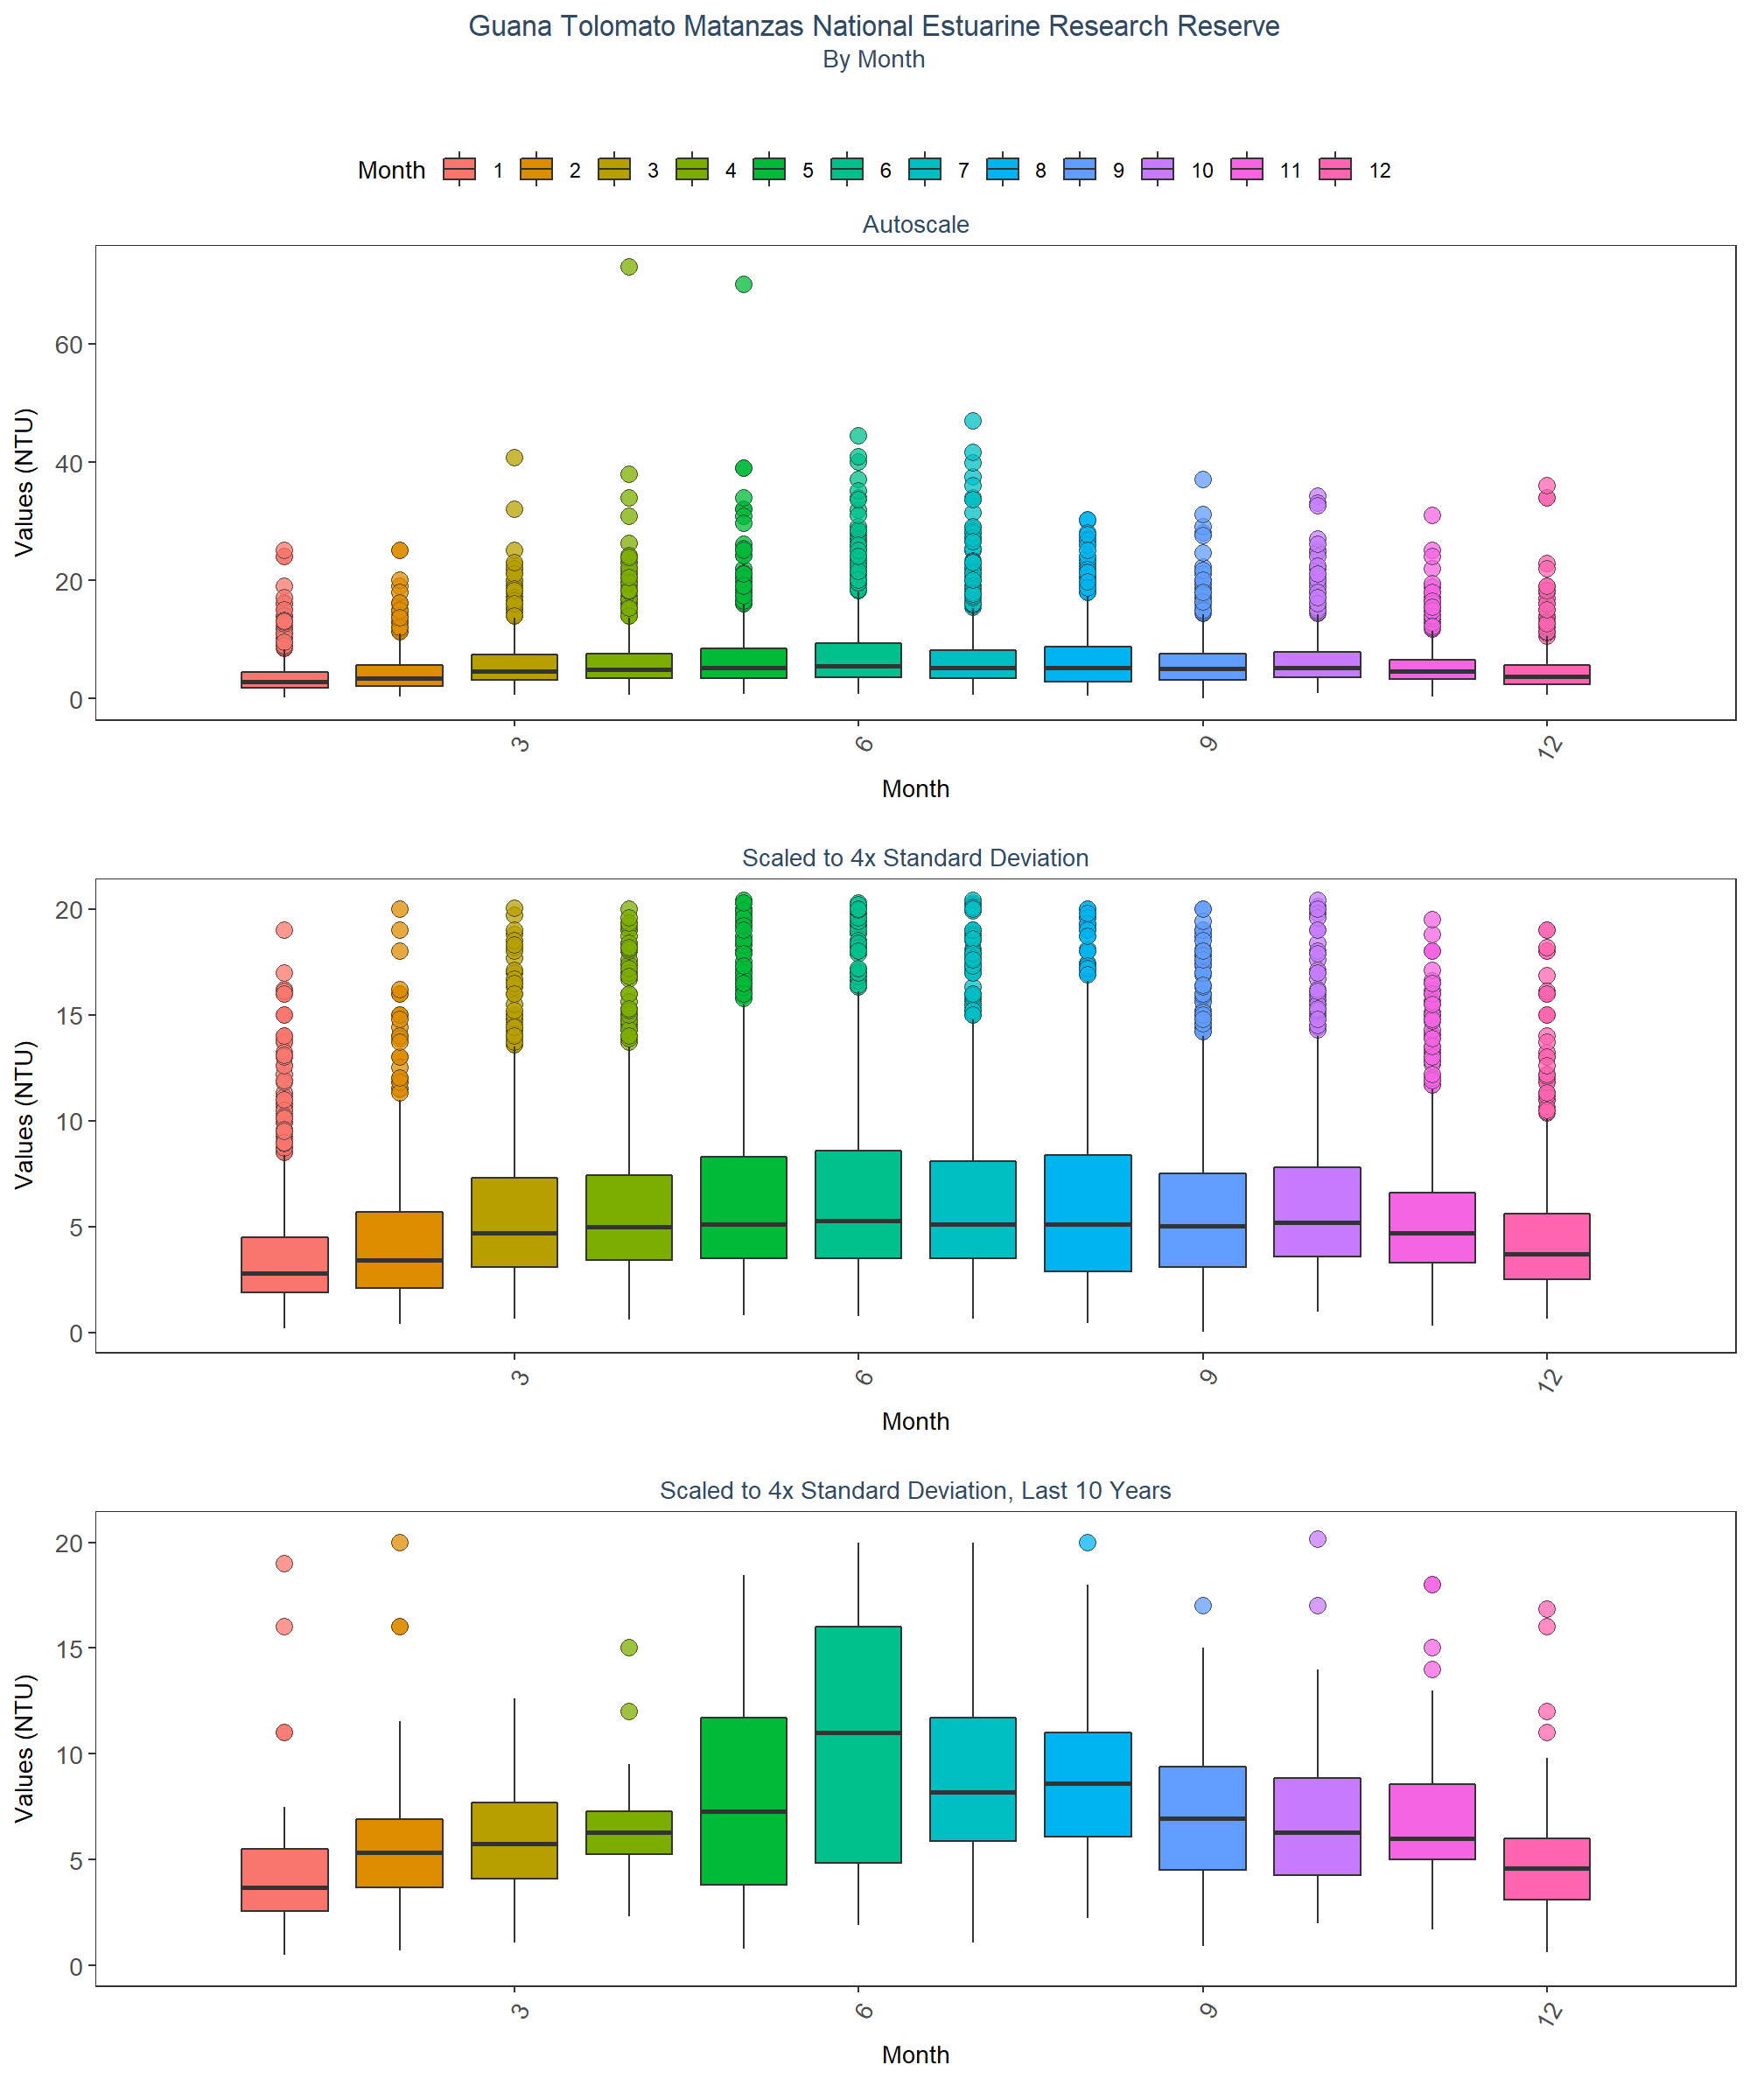 Guana Tolomato Matanzas National Estuarine Research Reserve
By Month
Month 1 2 3 4 5 6 7 8 9 10 11 12
Autoscale
Values (NTU)
60
40
20
0
3 6 9 12
Month
Scaled to 4x Standard Deviation
Values (NTU)
20
15
10
5
0
3 6 9 12
Month
Scaled to 4x Standard Deviation, Last 10 Years
Values (NTU)
20
15
10
5
0
3 6 9 12
Month